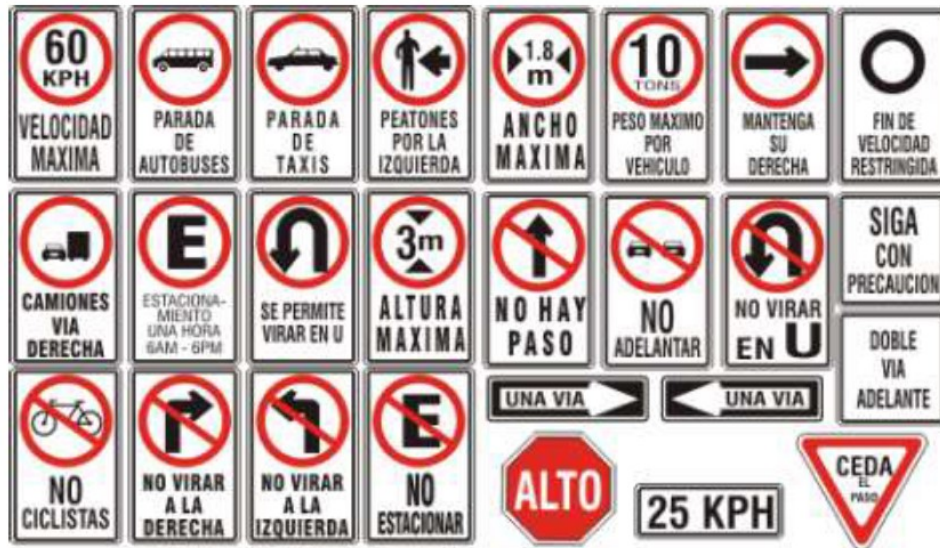 60
KPH
VELOCIDAD
MAXIMA
PARADA
DE
AUTOBUSES
PARADA
DE
TAXIS
PEATONES
POR LA
IZQUIERDA
1.8
m
ANCHO
MAXIMA
10
TONS
PESO MAXIMO
POR
VEHICULO
MANTENGA
SU
DERECHA
FIN DE
VELOCIDAD
RESTRINGIDA
CAMIONES
VIA
DERECHA
E
ESTACIONA-
MIENTO
UNA HORA
6AM - 6PM
SE PERMITE
VIRAR EN U
3m
ALTURA
MAXIMA
NO HAY
PASO
NO
ADELANTAR
NO VIRAR
EN U
SIGA
CON
PRECAUCION
DOBLE
VIA
ADELANTE
NO
CICLISTAS
NO VIRAR
A LA
DERECHA
NO VIRAR
A LA
IZQUIERDA
E
NO
ESTACIONAR
UNA VIA
UNA VIA
ALTO
25 KPH
CEDA
EL
PASO